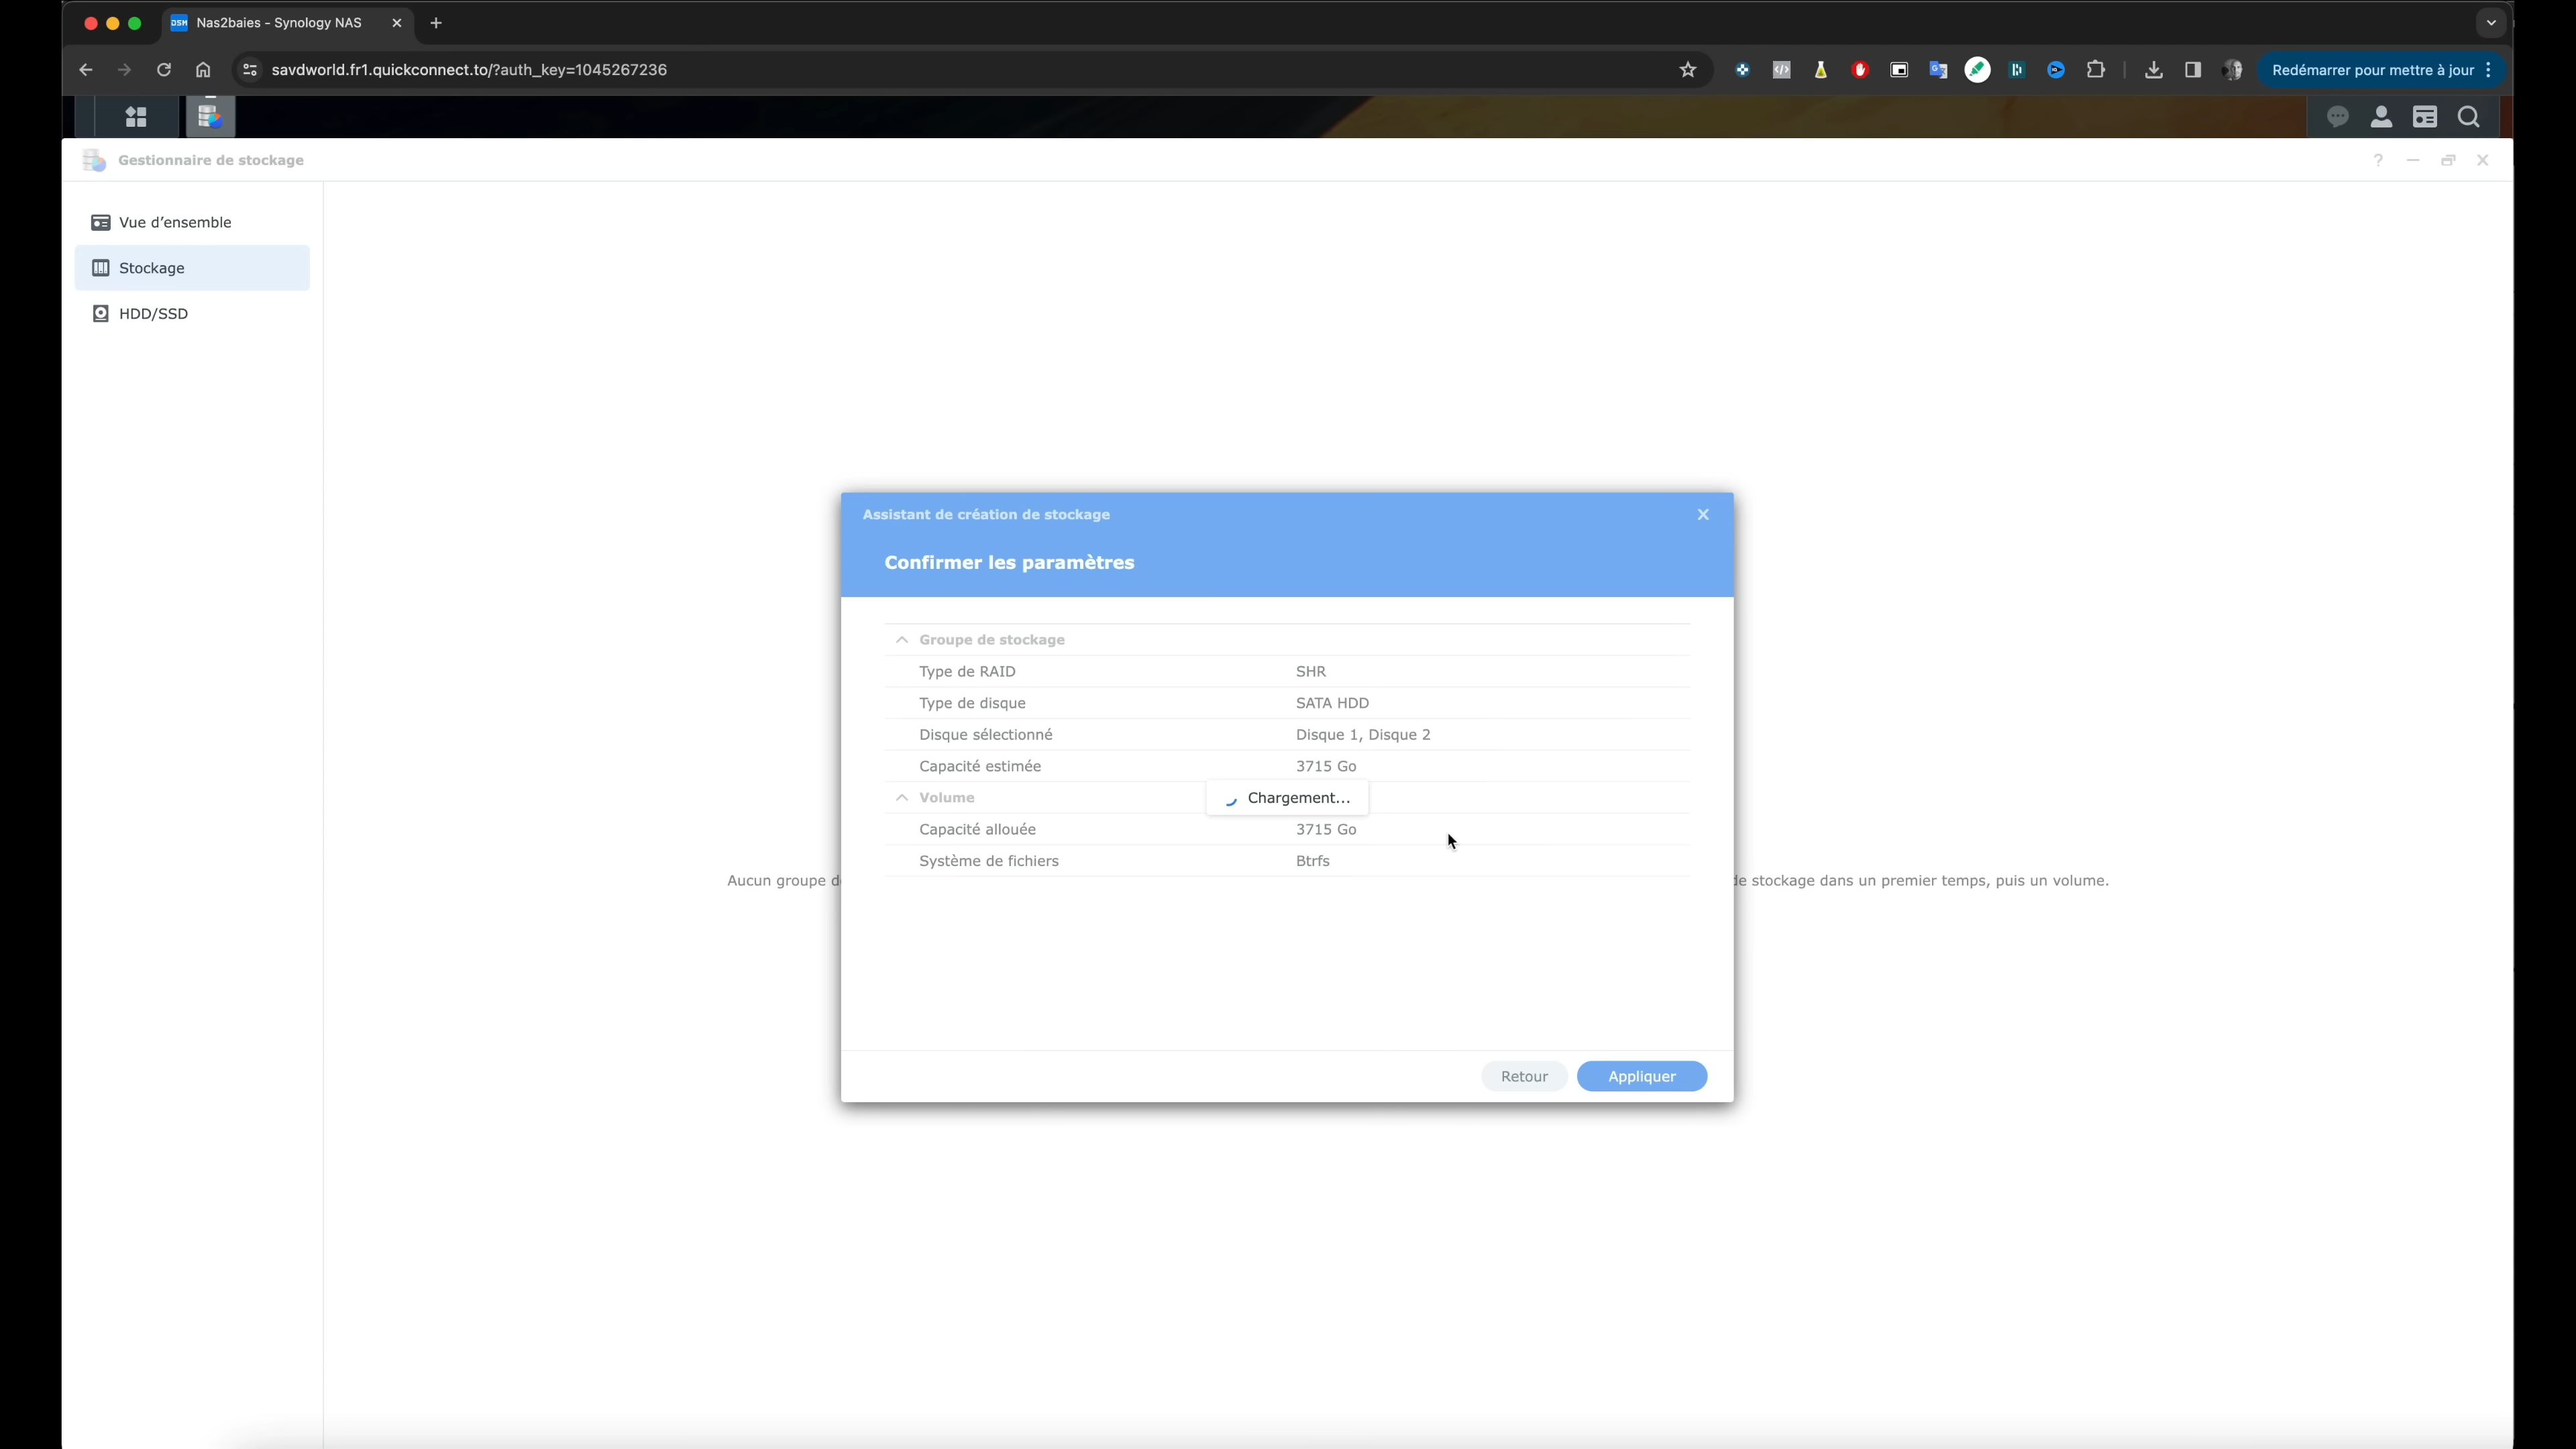 Nas2baies - Synology NAS
savdworld.fr1.quickconnect.to/?auth_key=1045267236
Redémarrer pour mettre à jour
Gestionnaire de stockage
Vue d'ensemble
Stockage
HDD/SSD
Assistant de création de stockage
Confirmer les paramètres
Groupe de stockage
Type de RAID SHR
Type de disque SATA HDD
Disque sélectionné Disque 1, Disque 2
Capacité estimée 3715 Go
Volume
Chargement...
Capacité allouée 3715 Go
Système de fichiers Btrfs
Aucun groupe d
de stockage dans un premier temps, puis un volume.
Retour
Appliquer